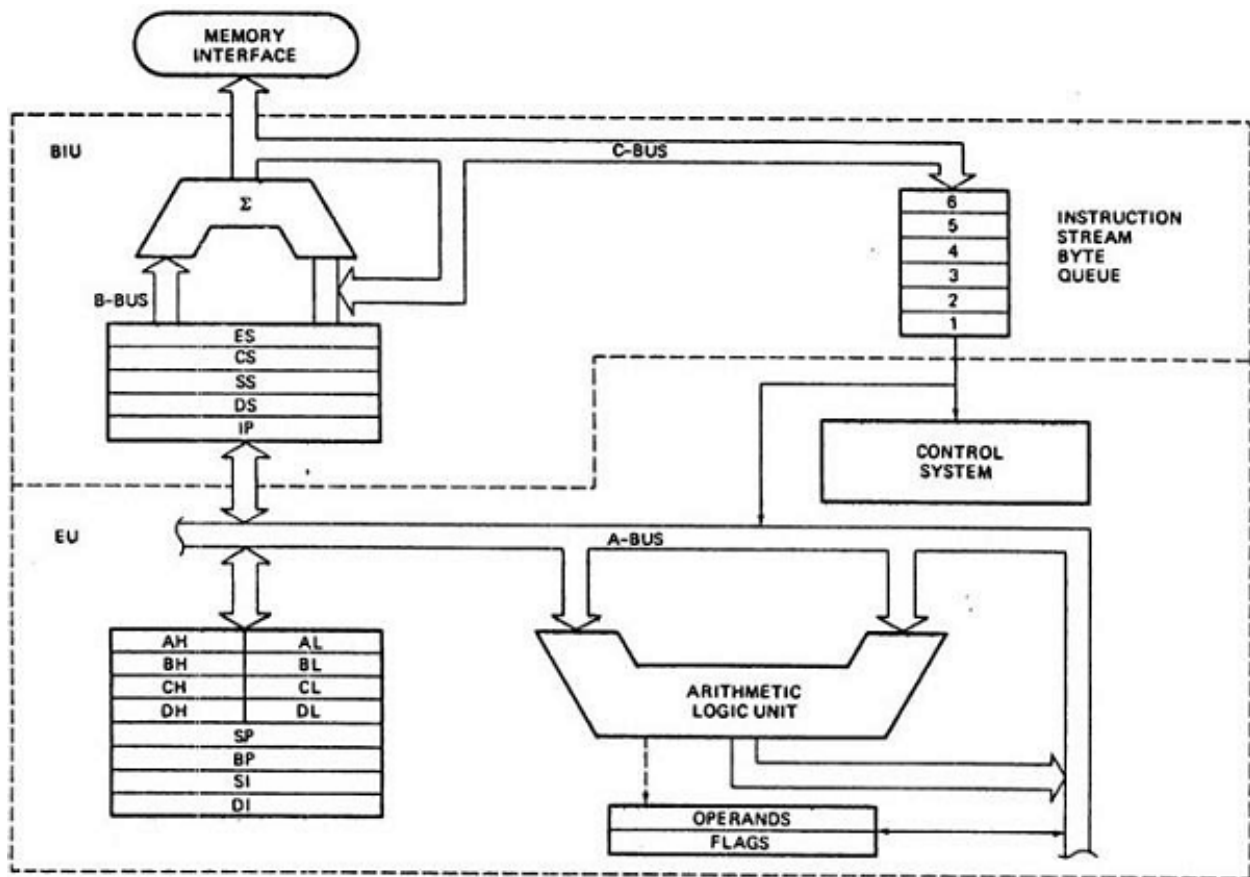 MEMORY
INTERFACE
BIU
C-BUS
Σ
6
5
4
3
2
1
INSTRUCTION
STREAM
BYTE
QUEUE
B-BUS
ES
CS
SS
DS
IP
CONTROL
SYSTEM
EU
A-BUS
AH AL
BH BL
CH CL
DH DL
SP
BP
SI
DI
ARITHMETIC
LOGIC UNIT
OPERANDS
FLAGS